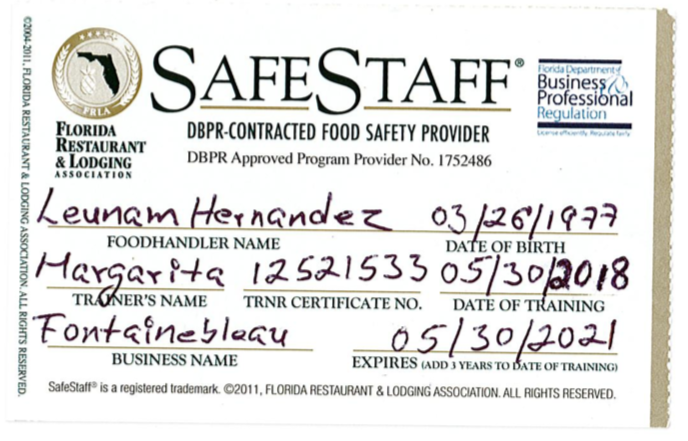 ©2004-2011, FLORIDA RESTAURANT & LODGING ASSOCIATION. ALL RIGHTS RESERVED.
FRLA
FLORIDA
RESTAURANT
& LODGING
ASSOCIATION
SAFESTAFF®
DBPR-CONTRACTED FOOD SAFETY PROVIDER
DBPR Approved Program Provider No. 1752486
Florida Department of
Business
Professional
Regulation
License efficiently. Regulate fairly.
Leunam Hernandez 03/26/1977
FOODHANDLER NAME DATE OF BIRTH
Margarita 12521533 05/30/2018
TRAINER'S NAME TRNR CERTIFICATE NO. DATE OF TRAINING
Fontainebleau 05/30/2021
BUSINESS NAME EXPIRES (ADD 3 YEARS TO DATE OF TRAINING)
SafeStaff® is a registered trademark. ©2011, FLORIDA RESTAURANT & LODGING ASSOCIATION. ALL RIGHTS RESERVED.